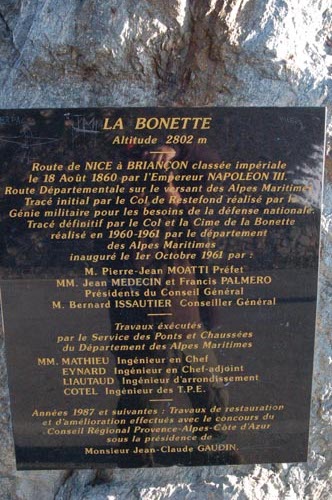 LA BONETTE
Altitude 2802 m
Route de NICE à BRIANÇON classée impériale
le 18 Août 1860 par l'Empereur NAPOLEON III.
Route Départementale sur le versant des Alpes Maritimes
Tracé initial par le Col de Restefond réalisé par le
Génie militaire pour les besoins de la défense nationale.
Tracé définitif par le Col et la Cime de la Bonette
réalisé en 1960-1961 par le département
des Alpes Maritimes
inauguré le 1er Octobre 1961 par :
M. Pierre-Jean MOATTI Préfet
MM. Jean MEDECIN et Francis PALMERO
Présidents du Conseil Général
M. Bernard ISSAUTIER Conseiller Général
Travaux éxécutés
par le Service des Ponts et Chaussées
du Département des Alpes Maritimes
MM. MATHIEU Ingénieur en Chef
EYNARD Ingénieur en Chef-adjoint
LIAUTAUD Ingénieur d'arrondissement
COTEL Ingénieur des T.P.E.
Années 1987 et suivantes : Travaux de restauration
et d'amélioration effectués avec le concours du
Conseil Régional Provence-Alpes-Côte d'Azur
sous la présidence de
Monsieur Jean-Claude GAUDIN.